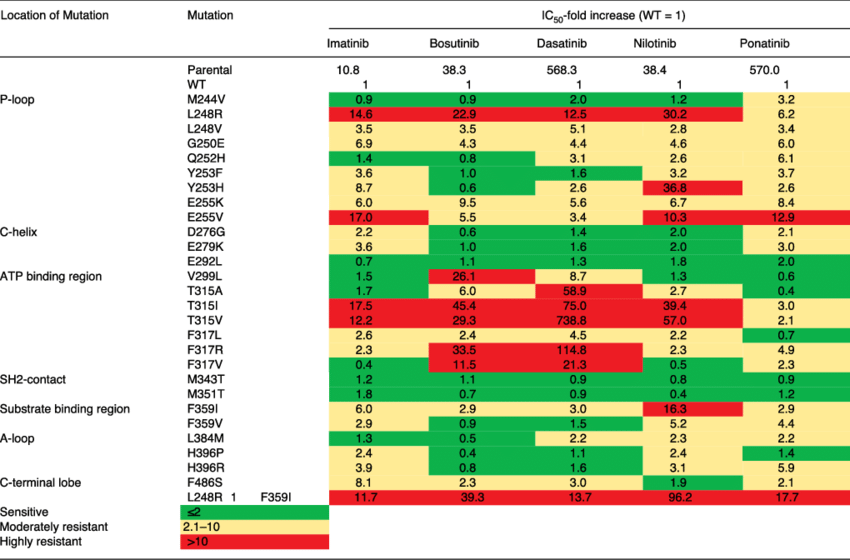 Location of Mutation Mutation IC50-fold increase (WT = 1)
Imatinib Bosutinib Dasatinib Nilotinib Ponatinib
Parental 10.8 38.3 568.3 38.4 570.0
WT 1 1 1 1 1
P-loop M244V 0.9 0.9 2.0 1.2 3.2
L248R 14.6 22.9 12.5 30.2 6.2
L248V 3.5 3.5 5.1 2.8 3.4
G250E 6.9 4.3 4.4 4.6 6.0
Q252H 1.4 0.8 3.1 2.6 6.1
Y253F 3.6 1.0 1.6 3.2 3.7
Y253H 8.7 0.6 2.6 36.8 2.6
E255K 6.0 9.5 5.6 6.7 8.4
E255V 17.0 5.5 3.4 10.3 12.9
C-helix D276G 2.2 0.6 1.4 2.0 2.1
E279K 3.6 1.0 1.6 2.0 3.0
E292L 0.7 1.1 1.3 1.8 2.0
ATP binding region V299L 1.5 26.1 8.7 1.3 0.6
T315A 1.7 6.0 58.9 2.7 0.4
T315I 17.5 45.4 75.0 39.4 3.0
T315V 12.2 29.3 738.8 57.0 2.1
F317L 2.6 2.4 4.5 2.2 0.7
F317R 2.3 33.5 114.8 2.3 4.9
F317V 0.4 11.5 21.3 0.5 2.3
SH2-contact M343T 1.2 1.1 0.9 0.8 0.9
M351T 1.8 0.7 0.9 0.4 1.2
Substrate binding region F359I 6.0 2.9 3.0 16.3 2.9
F359V 2.9 0.9 1.5 5.2 4.4
A-loop L384M 1.3 0.5 2.2 2.3 2.2
H396P 2.4 0.4 1.1 2.4 1.4
H396R 3.9 0.8 1.6 3.1 5.9
C-terminal lobe F486S 8.1 2.3 3.0 1.9 2.1
L248R 1 F359I 11.7 39.3 13.7 96.2 17.7
Sensitive ≤2
Moderately resistant 2.1–10
Highly resistant >10